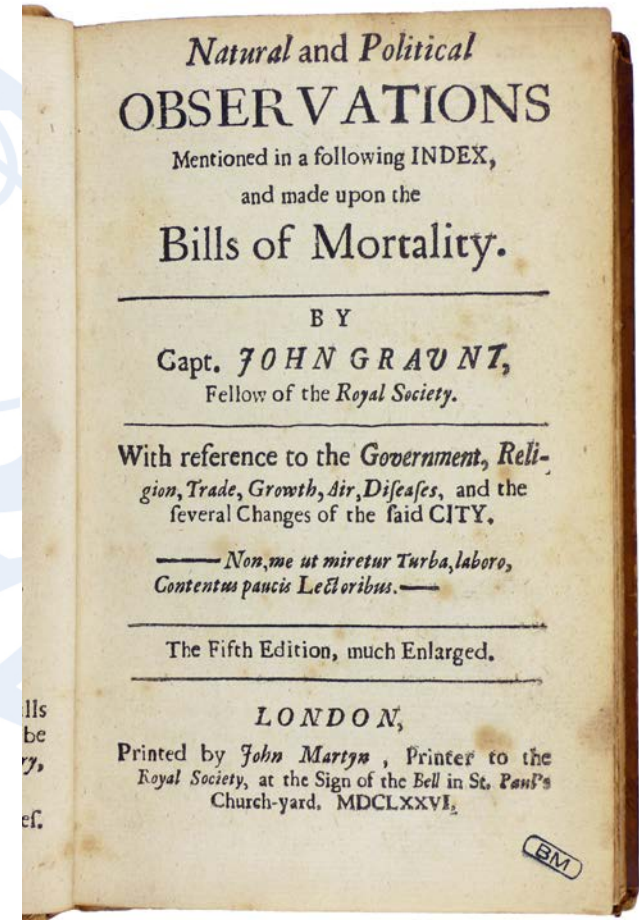 Natural and Political
OBSERVATIONS
Mentioned in a following INDEX,
and made upon the
Bills of Mortality.
BY
Capt. JOHN GRAUNT,
Fellow of the Royal Society.
With reference to the Government, Reli-
gion, Trade, Growth, Air, Diſeaſes, and the
ſeveral Changes of the ſaid CITY.
—— Non, me ut miretur Turba, laboro,
Contentus paucis Lectoribus. ——
The Fifth Edition, much Enlarged.
LONDON,
Printed by John Martyn , Printer to the
Royal Society, at the Sign of the Bell in St. Paul's
Church-yard. MDCLXXVI.
BM
lls
be
ry,
eſ.